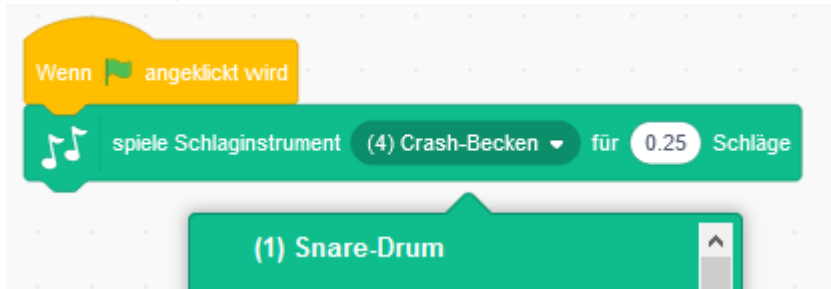 Wenn angeklickt wird
spiele Schlaginstrument (4) Crash-Becken für 0.25 Schläge
(1) Snare-Drum